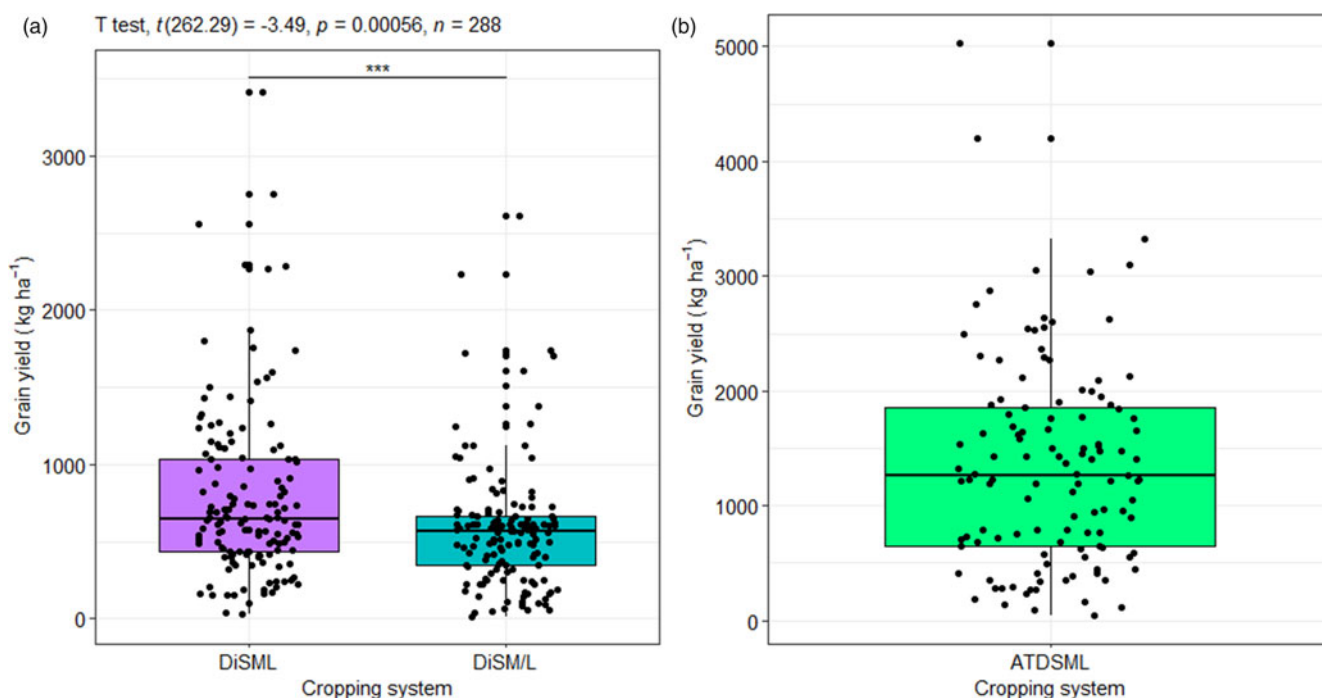 (a)
T test, t(262.29) = -3.49, p = 0.00056, n = 288
***
3000
2000
1000
0
Grain yield ( kg ha⁻¹)
DiSML
DiSM/L
Cropping system
(b)
5000
4000
3000
2000
1000
0
Grain yield ( kg ha⁻¹)
ATDSML
Cropping system